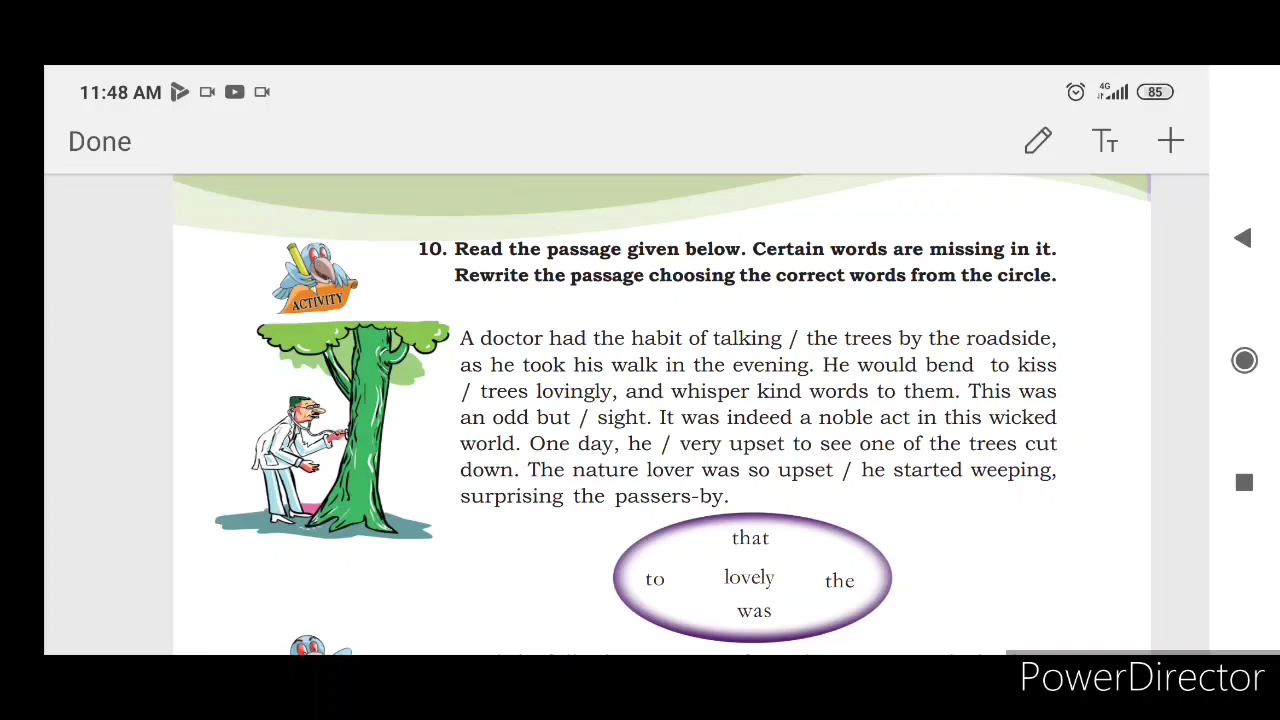 11:48 AM 4G 85
Done TT
10. Read the passage given below. Certain words are missing in it.
Rewrite the passage choosing the correct words from the circle.
ACTIVITY
A doctor had the habit of talking / the trees by the roadside,
as he took his walk in the evening. He would bend to kiss
/ trees lovingly, and whisper kind words to them. This was
an odd but / sight. It was indeed a noble act in this wicked
world. One day, he / very upset to see one of the trees cut
down. The nature lover was so upset / he started weeping,
surprising the passers-by.
that
to lovely the
was
PowerDirector